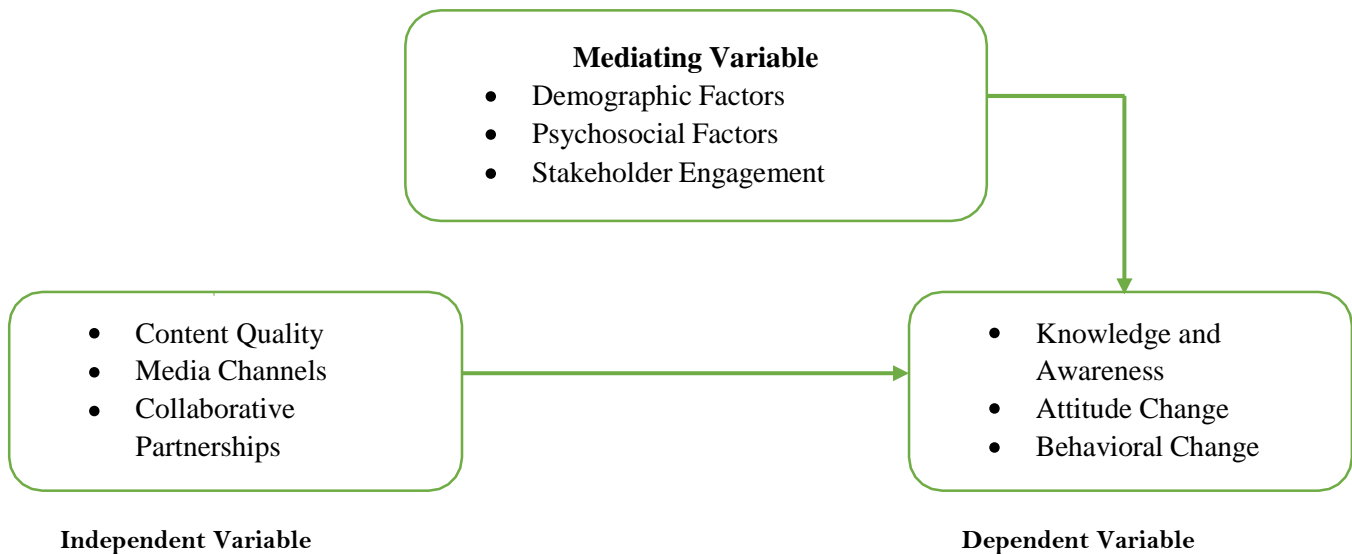 Mediating Variable
• Demographic Factors
• Psychosocial Factors
• Stakeholder Engagement
• Content Quality
• Media Channels
• Collaborative
Partnerships
• Knowledge and
Awareness
• Attitude Change
• Behavioral Change
Independent Variable
Dependent Variable